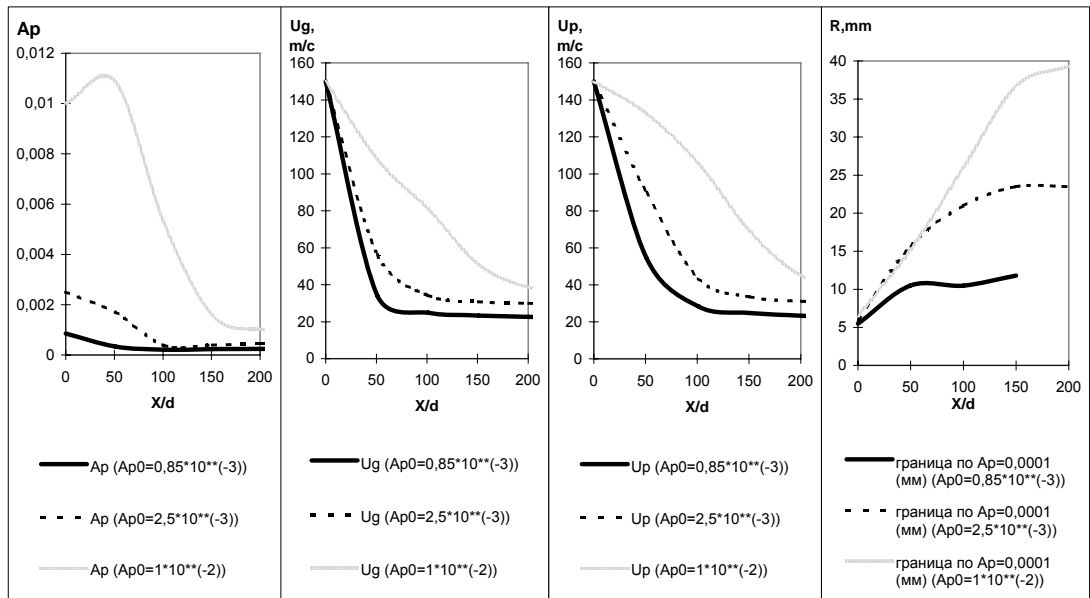 Ap
0,012
0,01
0,008
0,006
0,004
0,002
0
0 50 100 150 200
X/d
Ap (Ap0=0,85*10**(-3))
Ap (Ap0=2,5*10**(-3))
Ap (Ap0=1*10**(-2))
Ug,
m/c
160
140
120
100
80
60
40
20
0
0 50 100 150 200
X/d
Ug (Ap0=0,85*10**(-3))
Ug (Ap0=2,5*10**(-3))
Ug (Ap0=1*10**(-2))
Up,
m/c
160
140
120
100
80
60
40
20
0
0 50 100 150 200
X/d
Up (Ap0=0,85*10**(-3))
Up (Ap0=2,5*10**(-3))
Up (Ap0=1*10**(-2))
R,mm
40
35
30
25
20
15
10
5
0
0 50 100 150 200
X/d
граница по Ap=0,0001
(мм) (Ap0=0,85*10**(-3))
граница по Ap=0,0001
(мм) (Ap0=2,5*10**(-3))
граница по Ap=0,0001
(мм) (Ap0=1*10**(-2))